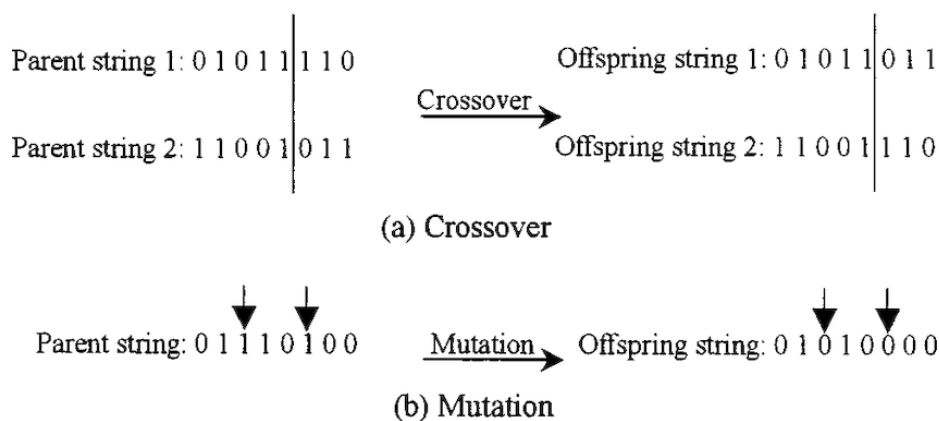 Parent string 1: 0 1 0 1 1 1 1 0
Offspring string 1: 0 1 0 1 1 0 1 1
Crossover
Parent string 2: 1 1 0 0 1 0 1 1
Offspring string 2: 1 1 0 0 1 1 1 0
(a) Crossover
Parent string: 0 1 1 1 0 1 0 0
Mutation
Offspring string: 0 1 0 1 0 0 0 0
(b) Mutation